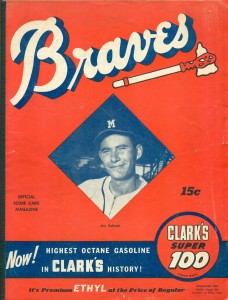 Braves
M
OFFICIAL
SCORE CARD
MAGAZINE
15c
CLARK'S
SUPER
100
Now!
HIGHEST OCTANE GASOLINE
IN CLARK'S HISTORY!
It's Premium ETHYL at the Price of Regular